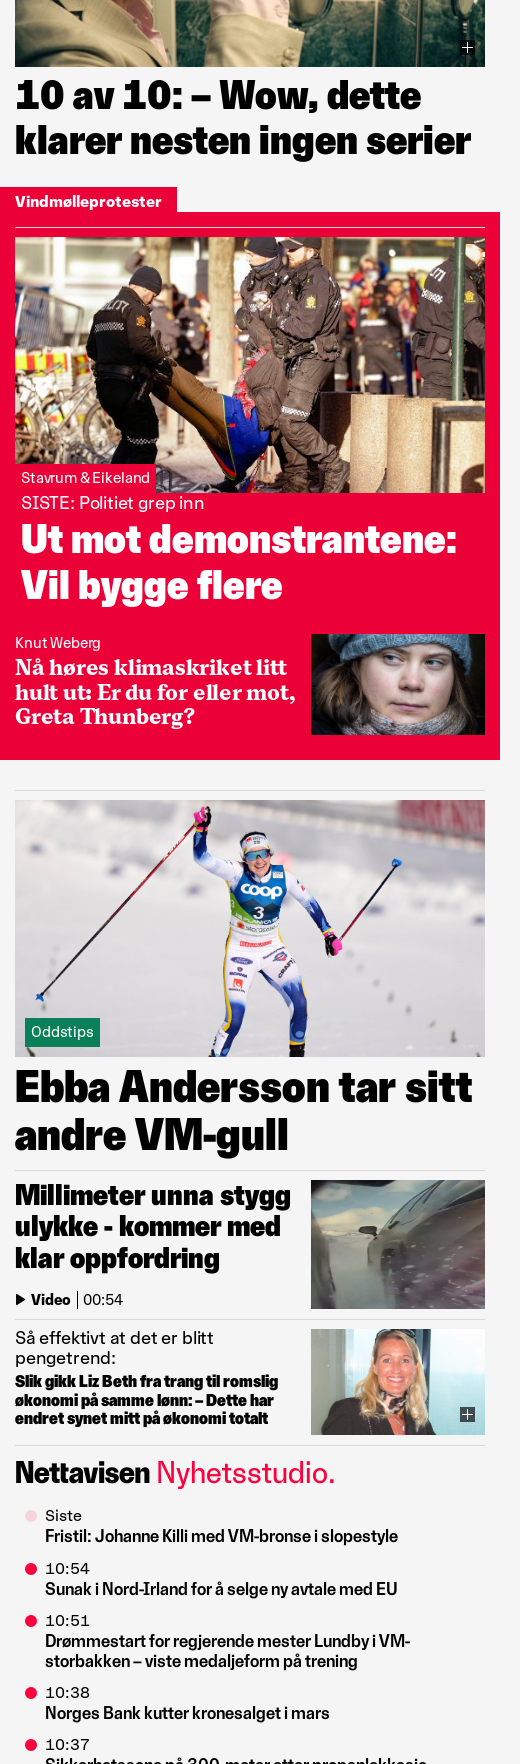 10 av 10: – Wow, dette
klarer nesten ingen serier
Vindmølleprotester
Stavrum & Eikeland
SISTE: Politiet grep inn
Ut mot demonstrantene:
Vil bygge flere
Knut Weberg
Nå høres klimaskriket litt
hult ut: Er du for eller mot,
Greta Thunberg?
coop
3
Oddstips
Ebba Andersson tar sitt
andre VM-gull
Millimeter unna stygg
ulykke - kommer med
klar oppfordring
Video | 00:54
Så effektivt at det er blitt
pengetrend:
Slik gikk Liz Beth fra trang til romslig
økonomi på samme lønn: – Dette har
endret synet mitt på økonomi totalt
Nettavisen Nyhetsstudio.
Siste
Fristil: Johanne Killi med VM-bronse i slopestyle
10:54
Sunak i Nord-Irland for å selge ny avtale med EU
10:51
Drømmestart for regjerende mester Lundby i VM-
storbakken – viste medaljeform på trening
10:38
Norges Bank kutter kronesalget i mars
10:37